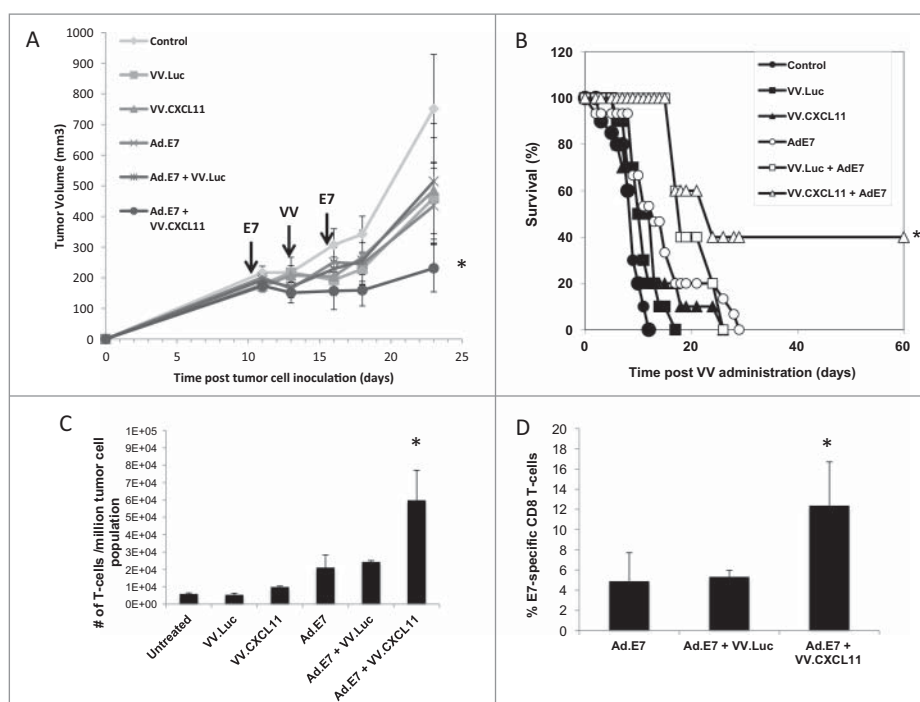 A
1000
900
800
700
600
500
400
300
200
100
0
Tumor Volume (mm3)
Control
VV.Luc
VV.CXCL11
Ad.E7
Ad.E7 + VV.Luc
Ad.E7 +
VV.CXCL11
E7
VV
E7
*
0
5
10
15
20
25
Time post tumor cell inoculation (days)
B
120
100
80
60
40
20
0
Survival (%)
Control
VV.Luc
VV.CXCL11
AdE7
VV.Luc + AdE7
VV.CXCL11 + AdE7
*
0
20
40
60
Time post VV administration (days)
C
# of T-cells /million tumor cell
population
1E+05
9E+04
8E+04
7E+04
6E+04
5E+04
4E+04
3E+04
2E+04
1E+04
0E+00
*
Untreated
VV.Luc
VV.CXCL11
Ad.E7
Ad.E7 + VV.Luc
Ad.E7 + VV.CXCL11
D
% E7-specific CD8 T-cells
20
18
16
14
12
10
8
6
4
2
0
*
Ad.E7
Ad.E7 + VV.Luc
Ad.E7 +
VV.CXCL11